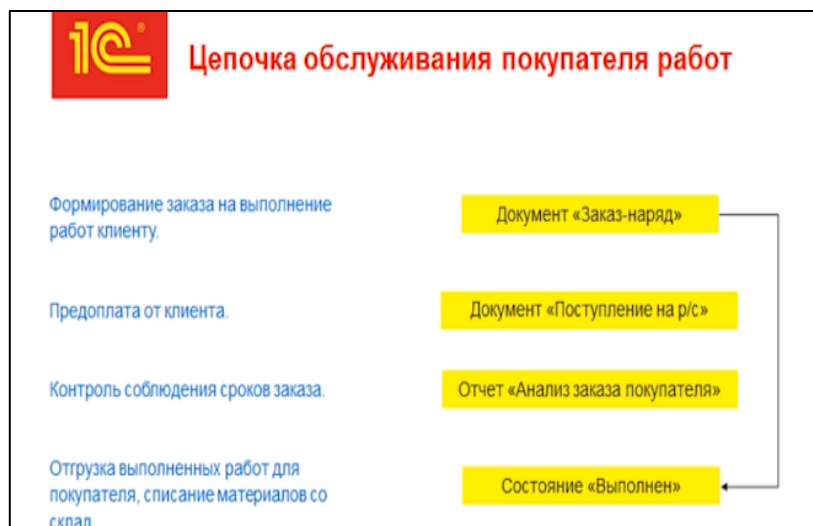 1С®
Цепочка обслуживания покупателя работ
Формирование заказа на выполнение
работ клиенту.
Документ «Заказ-наряд»
Предоплата от клиента.
Документ «Поступление на р/с»
Контроль соблюдения сроков заказа.
Отчет «Анализ заказа покупателя»
Отгрузка выполненных работ для
покупателя, списание материалов со
склад
Состояние «Выполнен»